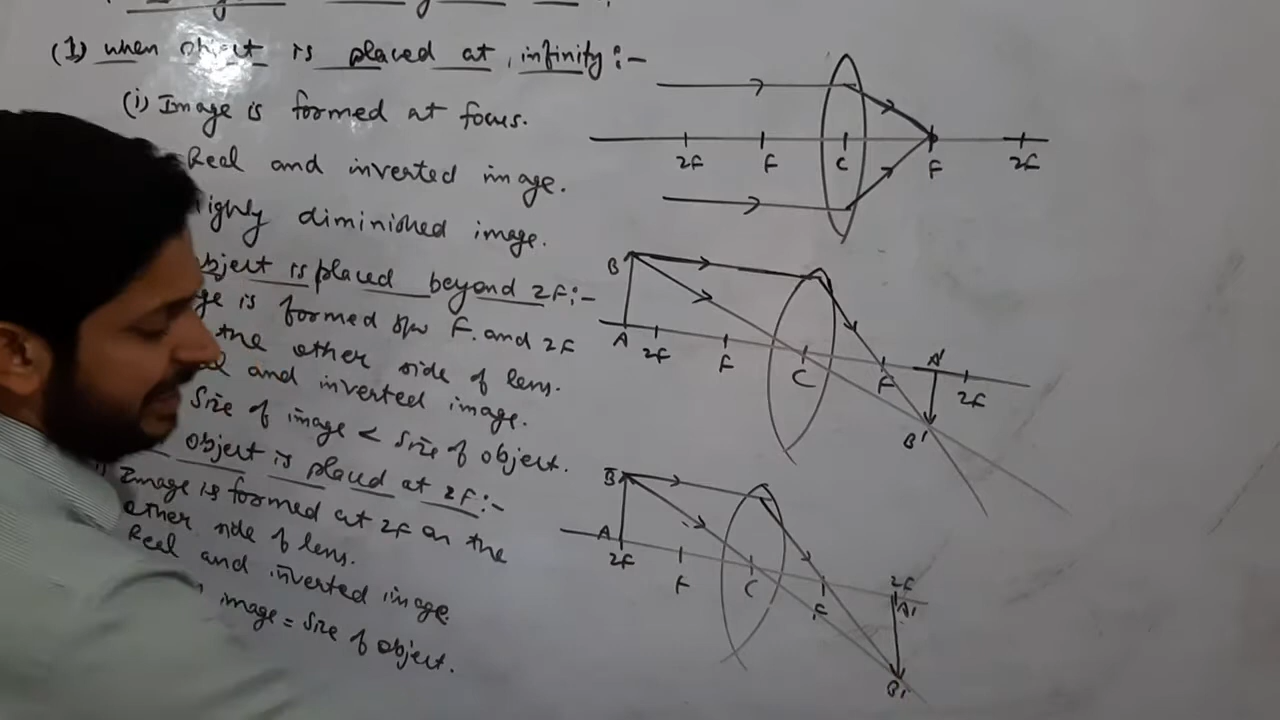 (1) when object is placed at infinity :-
(i) Image is formed at focus.
Real and inverted image.
ighly diminished image.
bject is placed beyond 2F :-
ge is formed b/w F. and 2F
the other side of lens.
and inverted image.
Size of image < Size of object.
object is placed at 2F :-
Image is formed at 2F on the
other side of lens.
Real and inverted image.
image = Size of object.
2F F C F 2F
B
A 2F F C F A' 2F
B'
B
A
2F F C F 2F
A'
B'